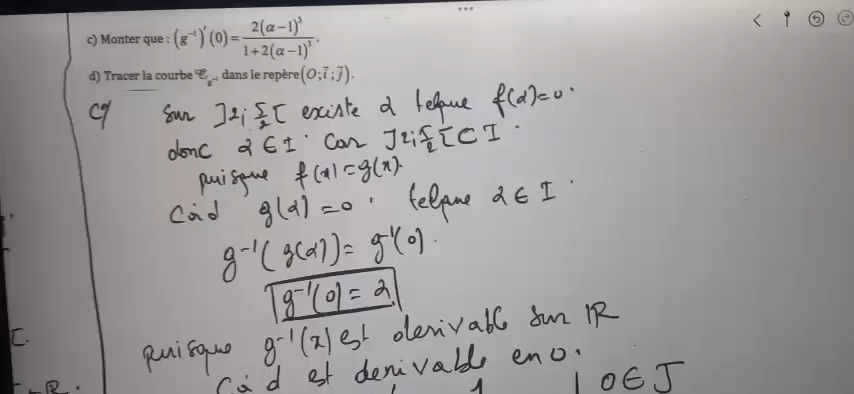 c) Monter que : (g⁻¹)'(0) = 2(α−1)³ / 1+2(α−1)³ .
d) Tracer la courbe 𝒞g⁻¹ dans le repère (O; i⃗ ; j⃗).
C) Sur ]2; 5/2[ existe α telque f(α)=0.
donc α ∈ I . Car ]2; 5/2[ ⊂ I .
puisque f(x)=g(x).
Càd g(α)=0 . telque α ∈ I .
g⁻¹(g(α)) = g⁻¹(0).
g⁻¹(0) = α
puisque g⁻¹(x) est derivable sur IR
Càd est derivable en 0.
0 ∈ J